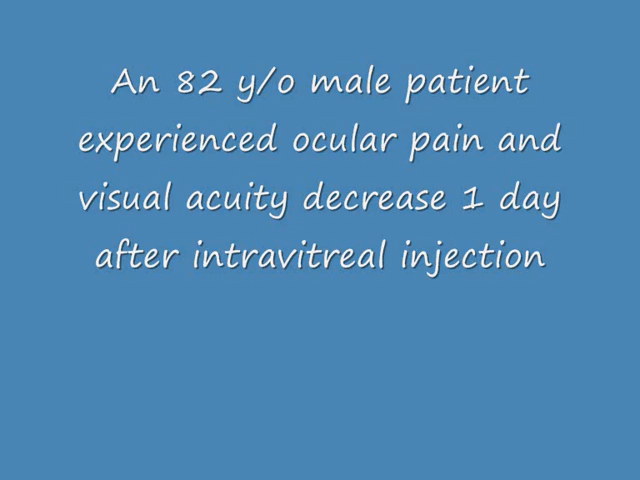 An 82 y/o male patient
experienced ocular pain and
visual acuity decrease 1 day
after intravitreal injection